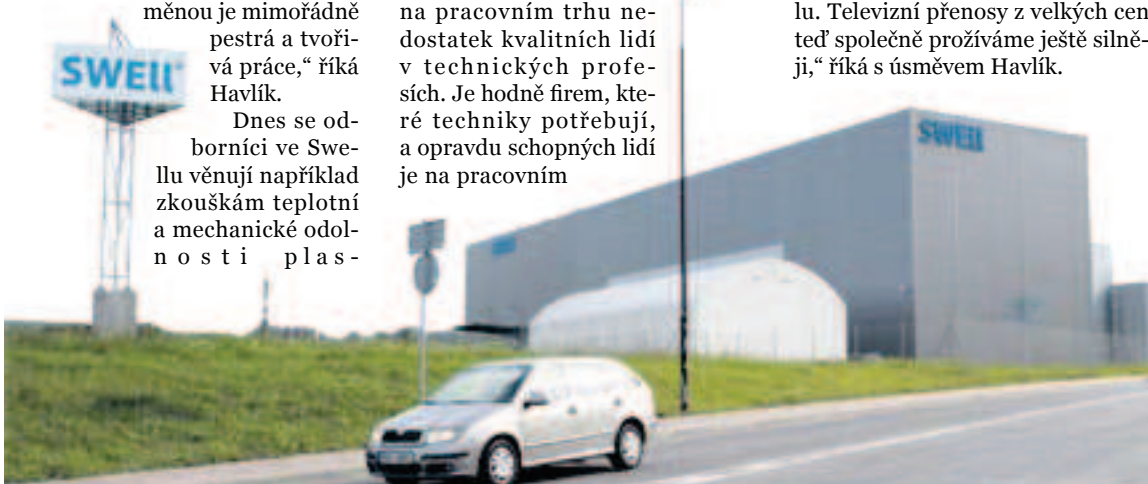 měnou je mimořádně
pestrá a tvoři-
vá práce,“ říká
Havlík.
Dnes se od-
borníci ve Swe-
llu věnují například
zkouškám teplotní
a mechanické odol-
nosti plas-
na pracovním trhu ne-
dostatek kvalitních lidí
v technických profe-
sích. Je hodně firem, kte-
ré techniky potřebují,
a opravdu schopných lidí
je na pracovním
lu. Televizní přenosy z velkých cen
teď společně prožíváme ještě silně-
ji,“ říká s úsměvem Havlík.
SWELL
SWELL